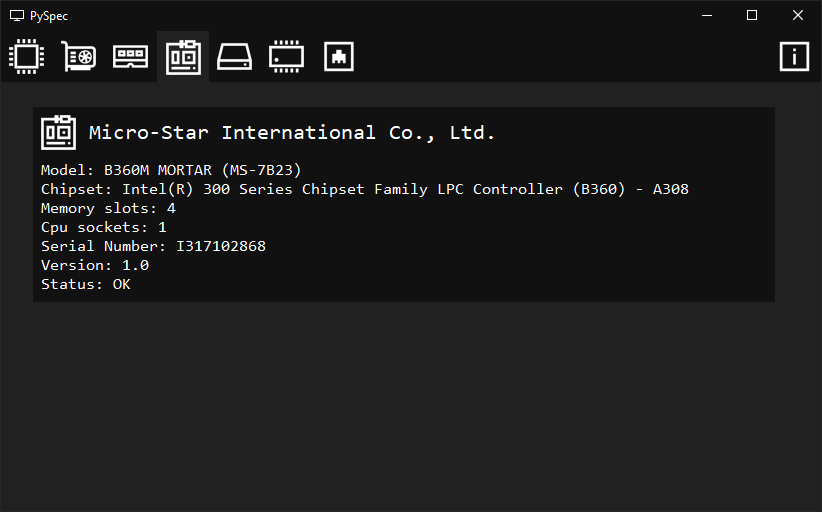 PySpec
Micro-Star International Co., Ltd.
Model: B360M MORTAR (MS-7B23)
Chipset: Intel(R) 300 Series Chipset Family LPC Controller (B360) - A308
Memory slots: 4
Cpu sockets: 1
Serial Number: I317102868
Version: 1.0
Status: OK